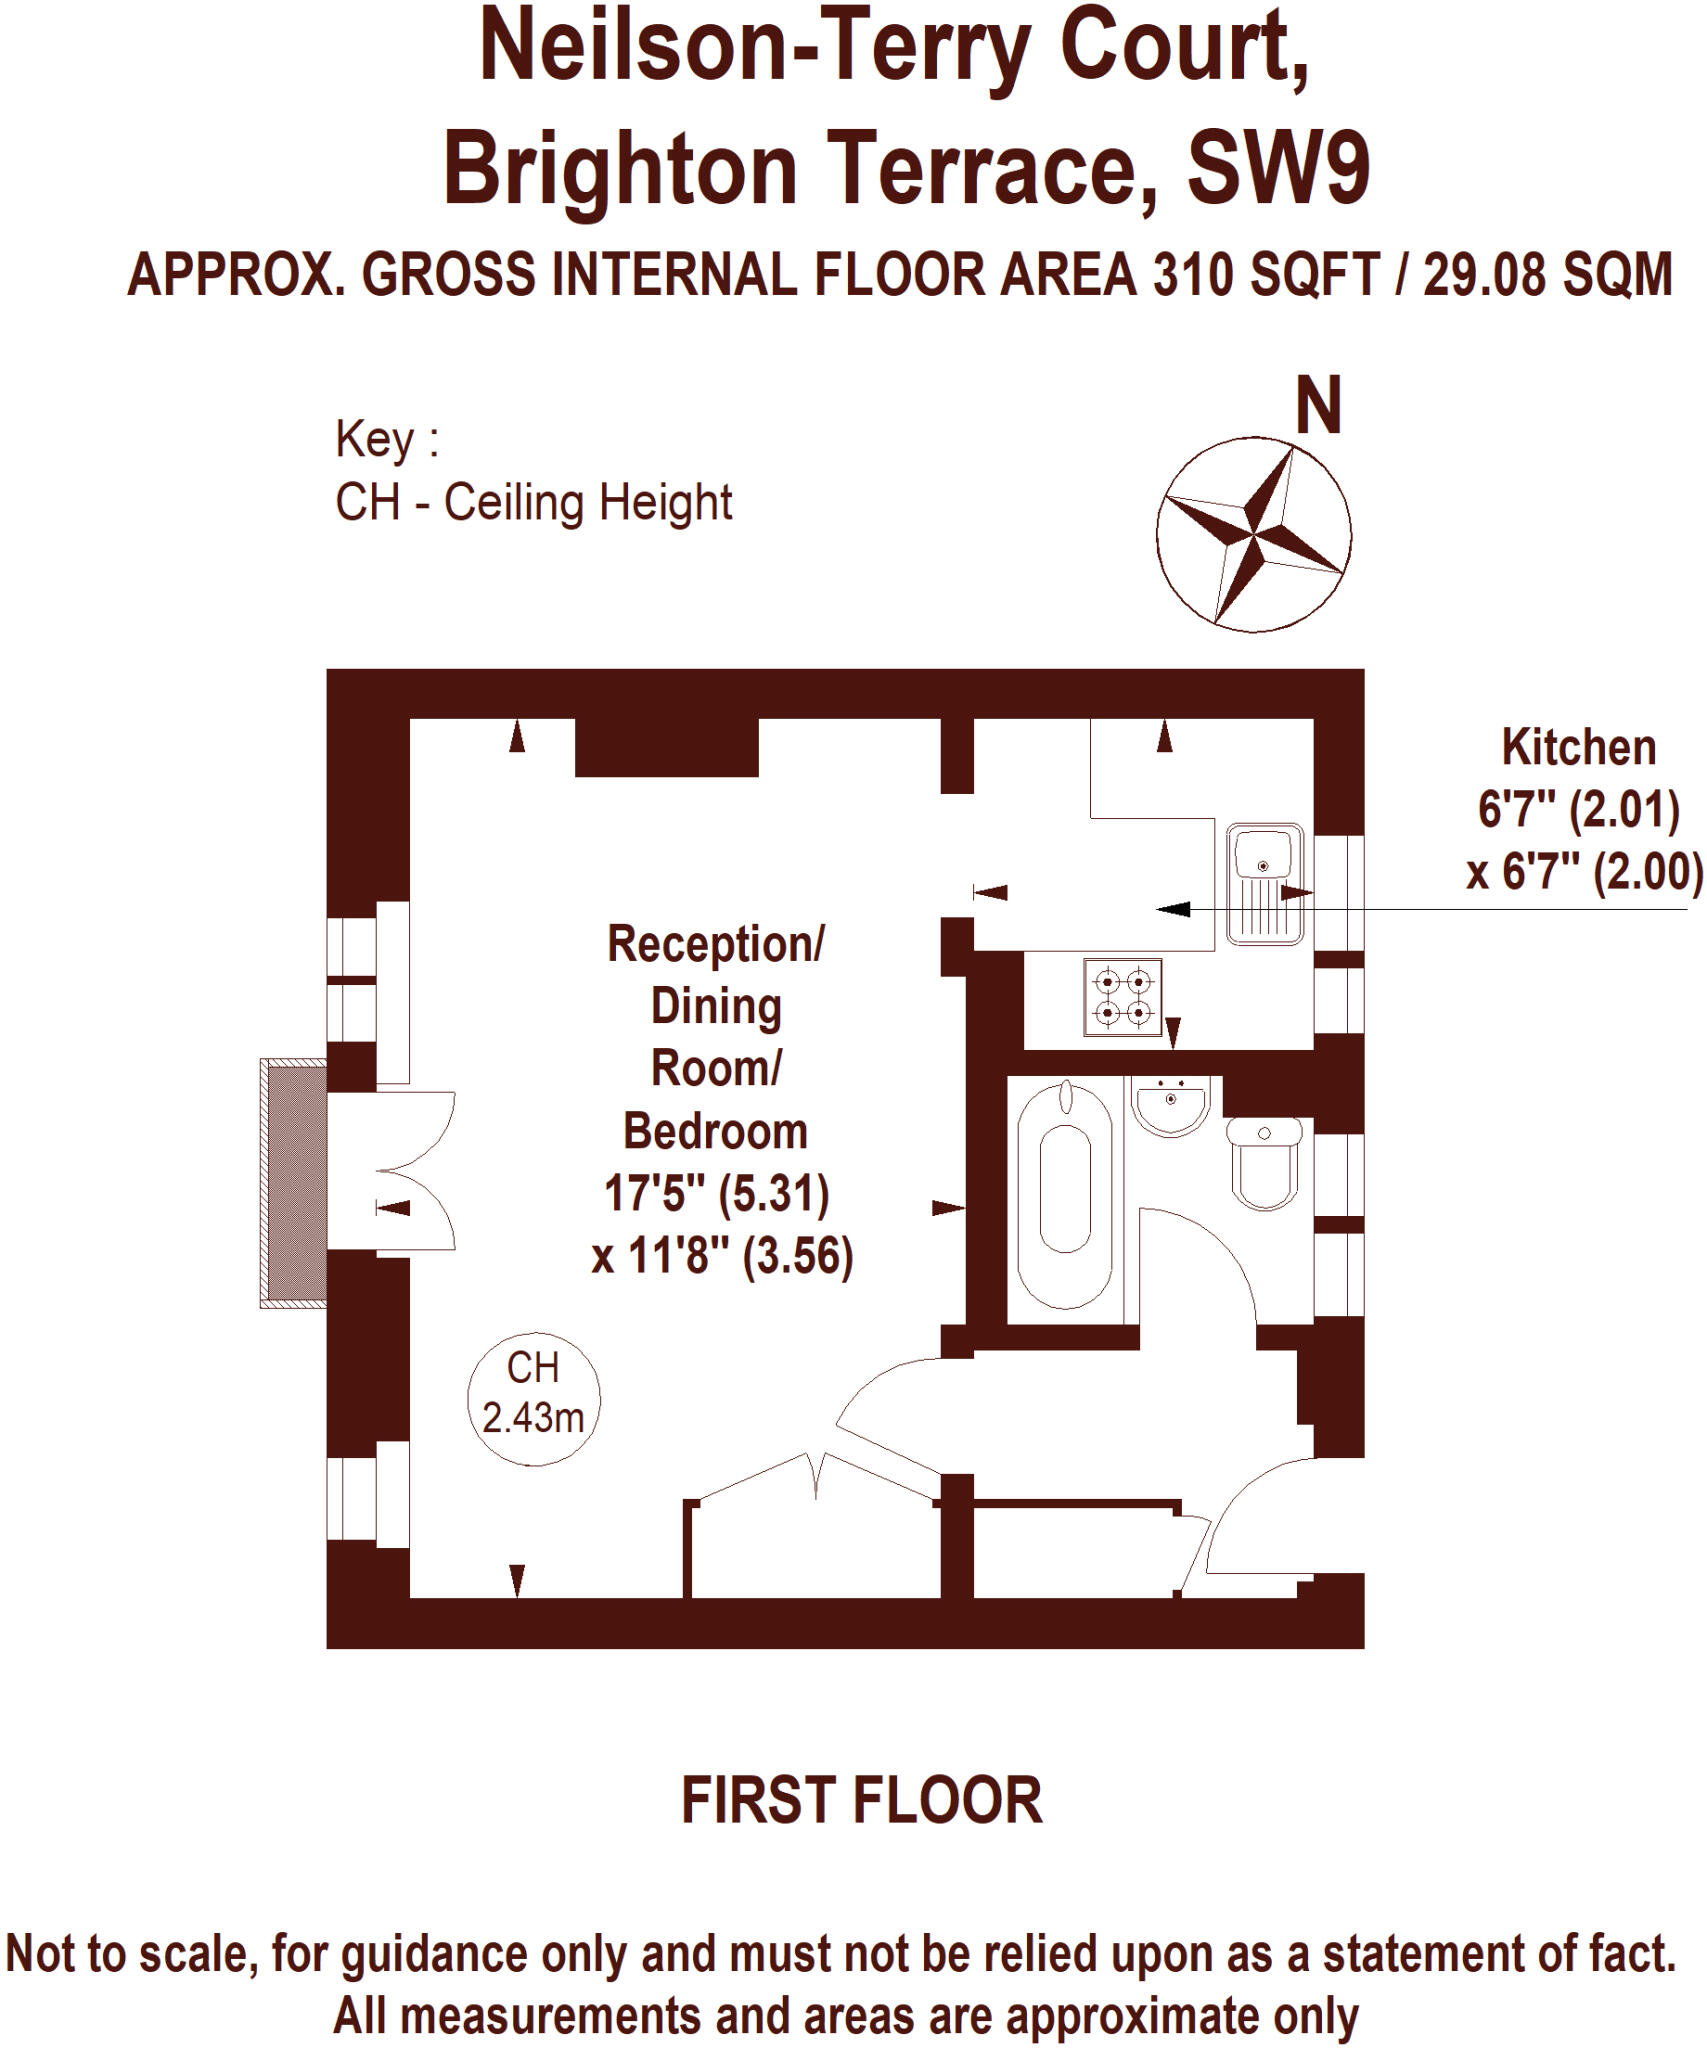 Neilson-Terry Court,
Brighton Terrace, SW9
APPROX. GROSS INTERNAL FLOOR AREA 310 SQFT / 29.08 SQM
N
Key :
CH - Ceiling Height
Kitchen
6'7" (2.01)
x 6'7" (2.00)
Reception/
Dining
Room/
Bedroom
17'5" (5.31)
x 11'8" (3.56)
CH
2.43m
FIRST FLOOR
Not to scale, for guidance only and must not be relied upon as a statement of fact.
All measurements and areas are approximate only